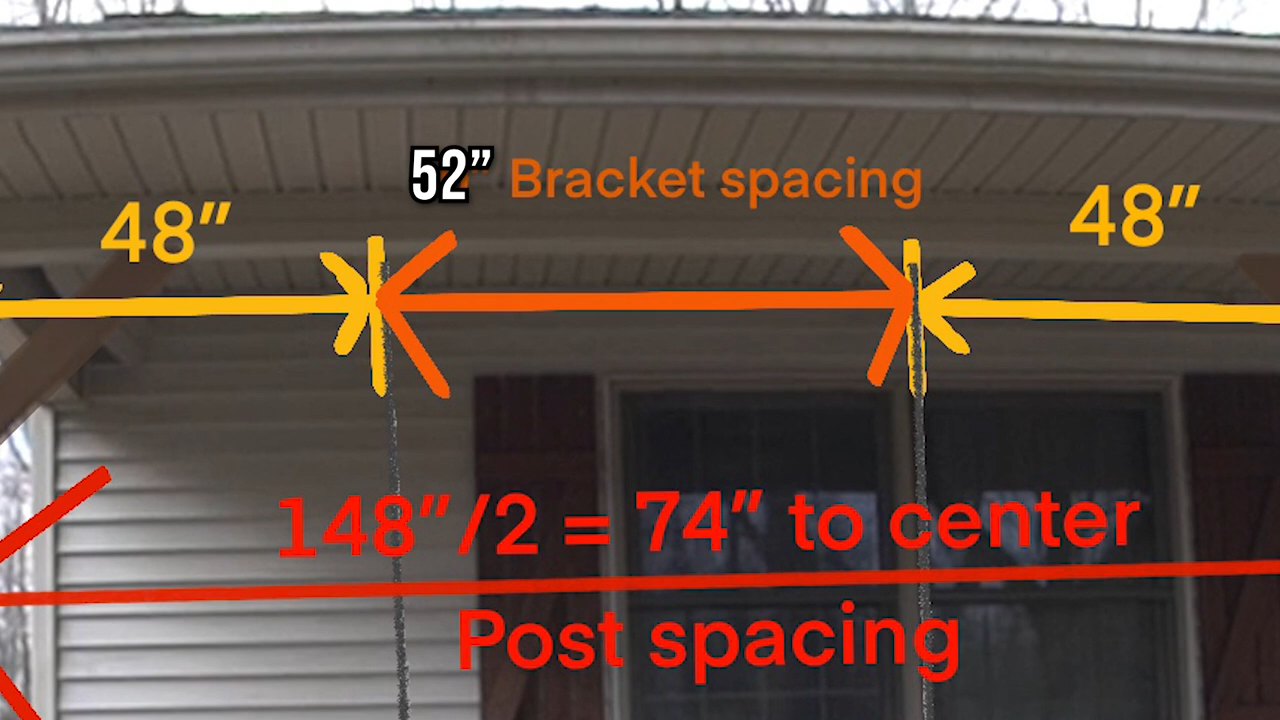 52” Bracket spacing
48” 48”
148”/2 = 74” to center
Post spacing